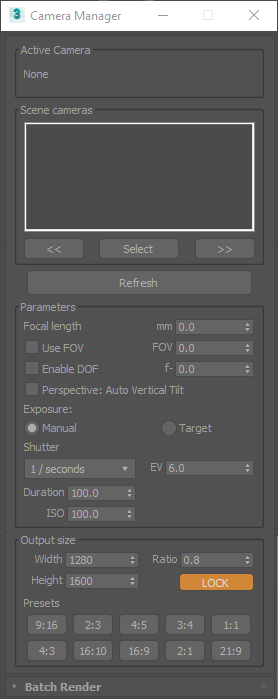 3 Camera Manager
Active Camera
None
Scene cameras
<< Select >>
Refresh
Parameters
Focal length mm 0.0
Use FOV FOV 0.0
Enable DOF f- 0.0
Perspective: Auto Vertical Tilt
Exposure:
Manual Target
Shutter
1 / seconds EV 6.0
Duration 100.0
ISO 100.0
Output size
Width 1280 Ratio 0.8
Height 1600 LOCK
Presets
9:16 2:3 4:5 3:4 1:1
4:3 16:10 16:9 2:1 21:9
Batch Render